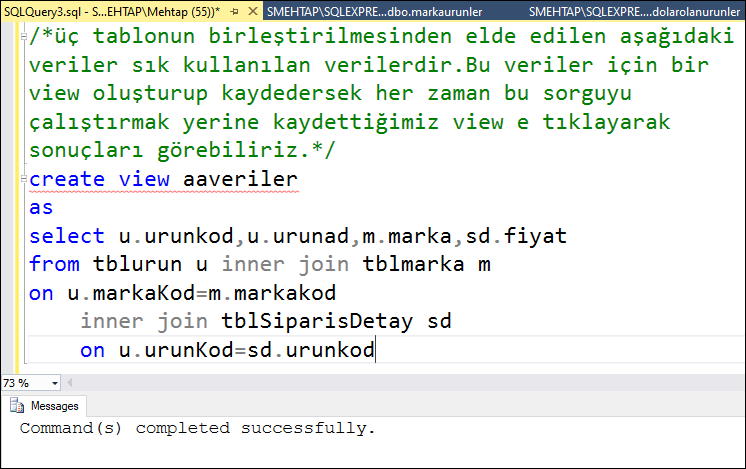 SQLQuery3.sql - S...EHTAP\Mehtap (55))* SMEHTAP\SQLEXPRE....dbo.markaurunler SMEHTAP\SQLEXPRE....dolarolanurunler
/*üç tablonun birleştirilmesinden elde edilen aşağıdaki
veriler sık kullanılan verilerdir.Bu veriler için bir
view oluşturup kaydedersek her zaman bu sorguyu
çalıştırmak yerine kaydettiğimiz view e tıklayarak
sonuçları görebiliriz.*/
create view aaveriler
as
select u.urunkod,u.urunad,m.marka,sd.fiyat
from tblurun u inner join tblmarka m
on u.markaKod=m.markakod
inner join tblSiparisDetay sd
on u.urunKod=sd.urunkod
73 %
Messages
Command(s) completed successfully.